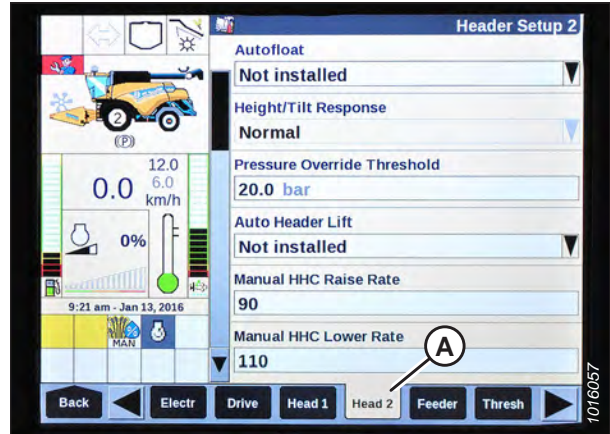 Header Setup 2
Autofloat
Not installed
Height/Tilt Response
Normal
Pressure Override Threshold
20.0 bar
Auto Header Lift
Not installed
Manual HHC Raise Rate
90
Manual HHC Lower Rate
110
2
(P)
12.0
0.0
6.0
km/h
0%
9:21 am - Jan 13, 2016
MAN
A
Back
Electr
Drive
Head 1
Head 2
Feeder
Thresh
1016057